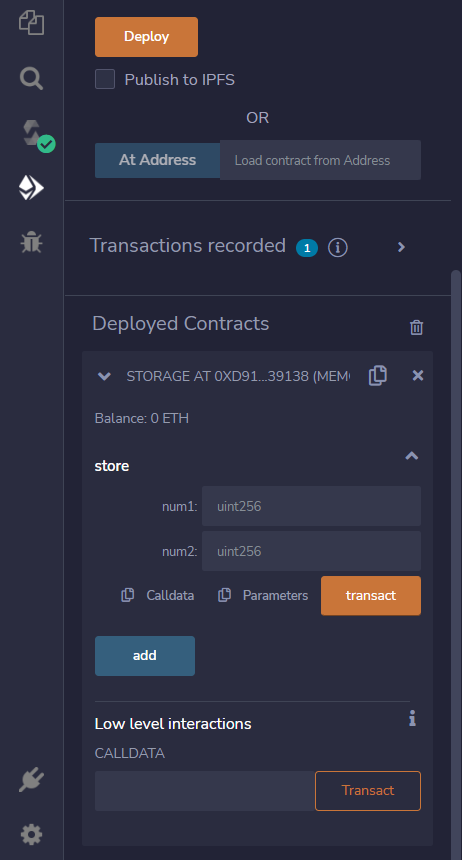 Deploy
Publish to IPFS
OR
At Address Load contract from Address
Transactions recorded 1
Deployed Contracts
STORAGE AT 0XD91...39138 (MEM
Balance: 0 ETH
store
num1: uint256
num2: uint256
Calldata Parameters transact
add
Low level interactions
CALLDATA
Transact